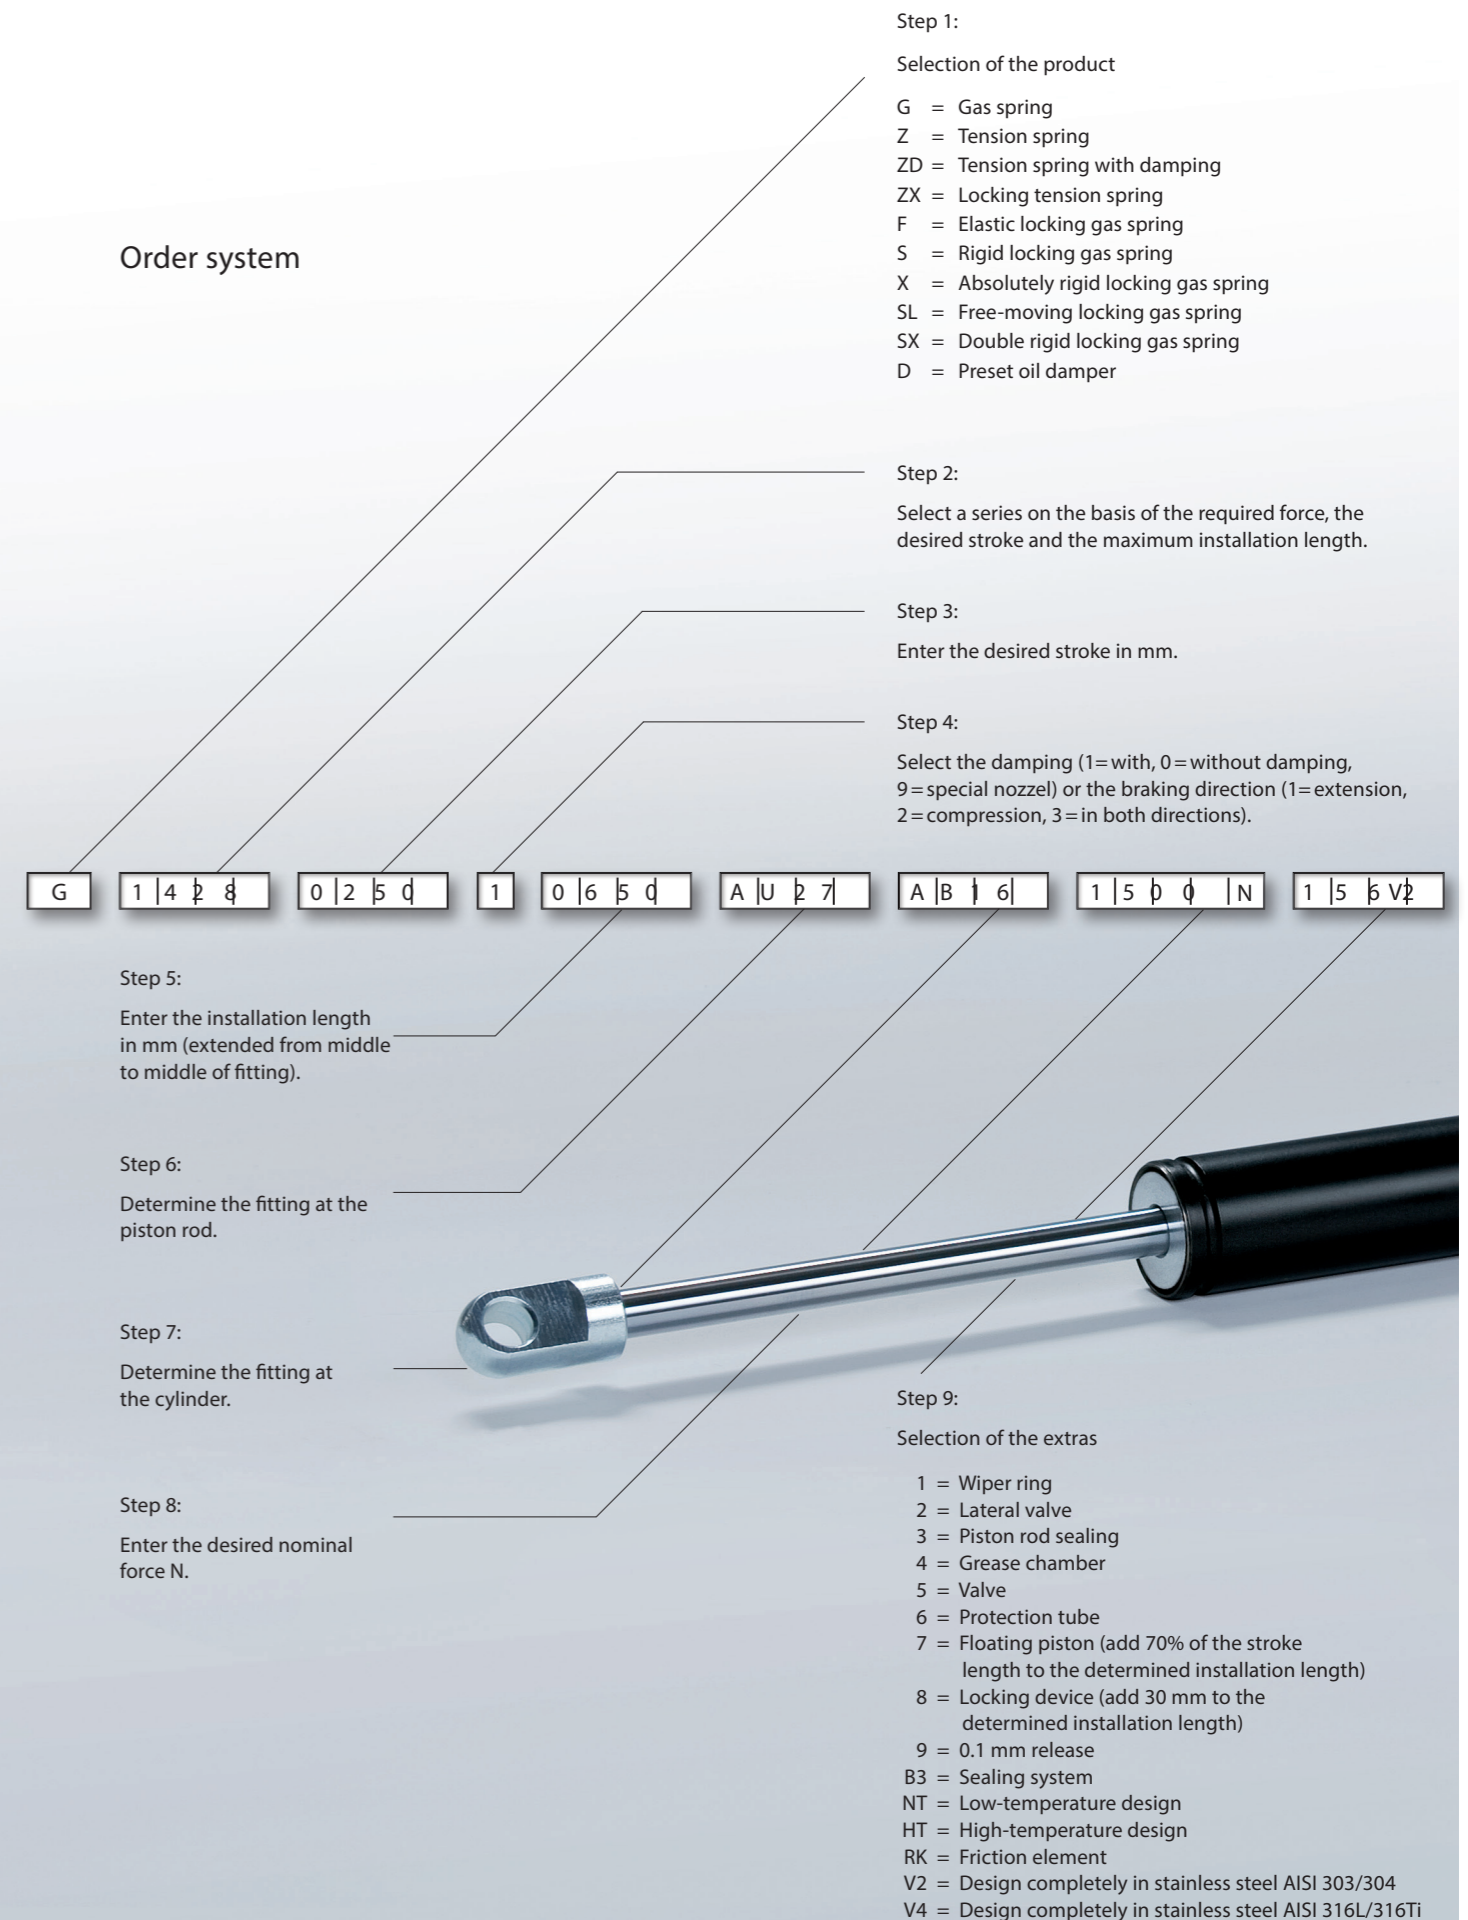 Order system
Step 1:
Selection of the product
G = Gas spring
Z = Tension spring
ZD = Tension spring with damping
ZX = Locking tension spring
F = Elastic locking gas spring
S = Rigid locking gas spring
X = Absolutely rigid locking gas spring
SL = Free-moving locking gas spring
SX = Double rigid locking gas spring
D = Preset oil damper
Step 2:
Select a series on the basis of the required force, the
desired stroke and the maximum installation length.
Step 3:
Enter the desired stroke in mm.
Step 4:
Select the damping (1=with, 0=without damping,
9=special nozzel) or the braking direction (1=extension,
2=compression, 3=in both directions).
G 1 4 2 8 0 2 5 0 1 0 6 5 0 A U 2 7 A B 1 6 1 5 0 0 N 1 5 6 V2
Step 5:
Enter the installation length
in mm (extended from middle
to middle of fitting).
Step 6:
Determine the fitting at the
piston rod.
Step 7:
Determine the fitting at
the cylinder.
Step 8:
Enter the desired nominal
force N.
Step 9:
Selection of the extras
1 = Wiper ring
2 = Lateral valve
3 = Piston rod sealing
4 = Grease chamber
5 = Valve
6 = Protection tube
7 = Floating piston (add 70% of the stroke
length to the determined installation length)
8 = Locking device (add 30 mm to the
determined installation length)
9 = 0.1 mm release
B3 = Sealing system
NT = Low-temperature design
HT = High-temperature design
RK = Friction element
V2 = Design completely in stainless steel AISI 303/304
V4 = Design completely in stainless steel AISI 316L/316Ti